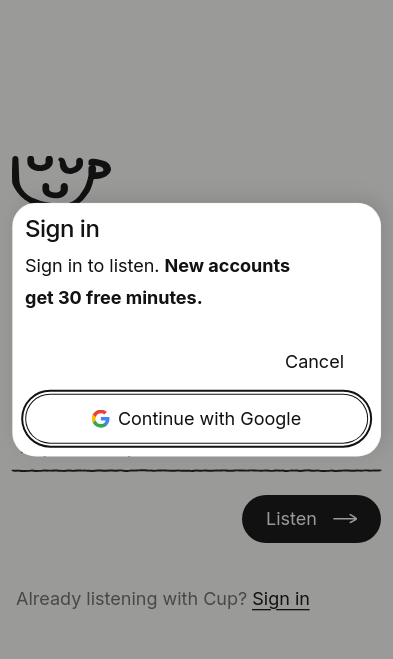 Sign in
Sign in to listen. New accounts
get 30 free minutes.
Cancel
Continue with Google
Listen
Already listening with Cup? Sign in